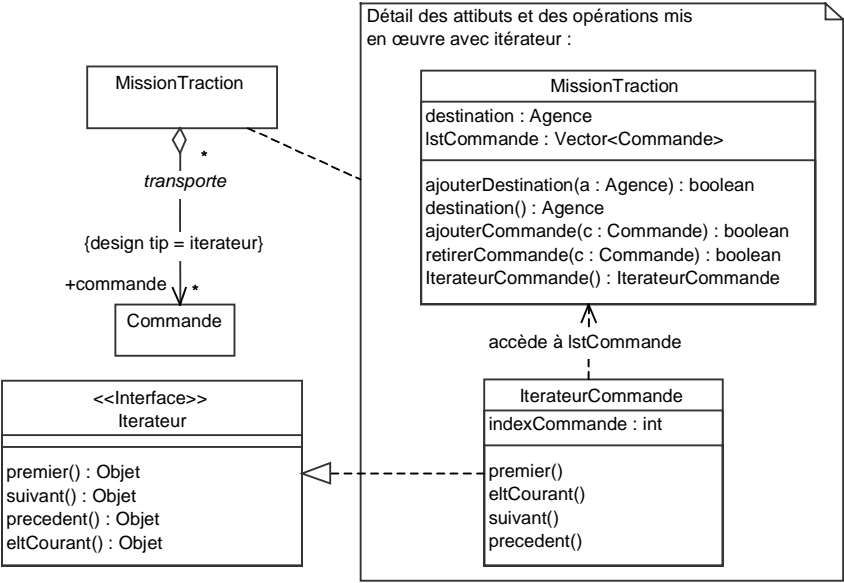 Détail des attibuts et des opérations mis
en œuvre avec itérateur :
MissionTraction
*
transporte
{design tip = iterateur}
+commande
*
Commande
MissionTraction
destination : Agence
lstCommande : Vector<Commande>
ajouterDestination(a : Agence) : boolean
destination() : Agence
ajouterCommande(c : Commande) : boolean
retirerCommande(c : Commande) : boolean
IterateurCommande() : IterateurCommande
accède à lstCommande
<<Interface>>
Iterateur
premier() : Objet
suivant() : Objet
precedent() : Objet
eltCourant() : Objet
IterateurCommande
indexCommande : int
premier()
eltCourant()
suivant()
precedent()